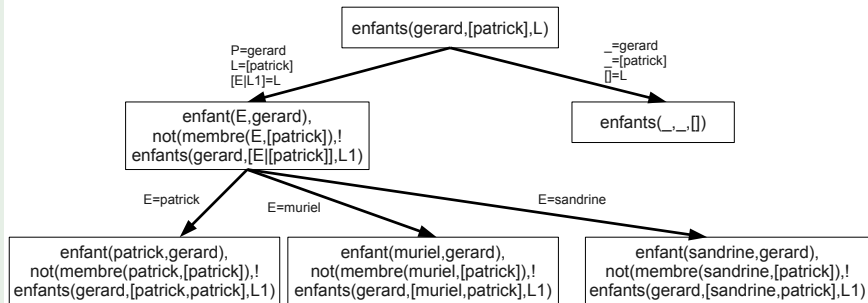 enfants(gerard,[patrick],L)
P=gerard
L=[patrick]
[E|L1]=L
_=gerard
_=[patrick]
[]=L
enfant(E,gerard),
not(membre(E,[patrick]),!
enfants(gerard,[E|[patrick]],L1)
enfants(_,_,[])
E=patrick
E=muriel
E=sandrine
enfant(patrick,gerard),
not(membre(patrick,[patrick]),!
enfants(gerard,[patrick,patrick],L1)
enfant(muriel,gerard),
not(membre(muriel,[patrick]),!
enfants(gerard,[muriel,patrick],L1)
enfant(sandrine,gerard),
not(membre(sandrine,[patrick]),!
enfants(gerard,[sandrine,patrick],L1)